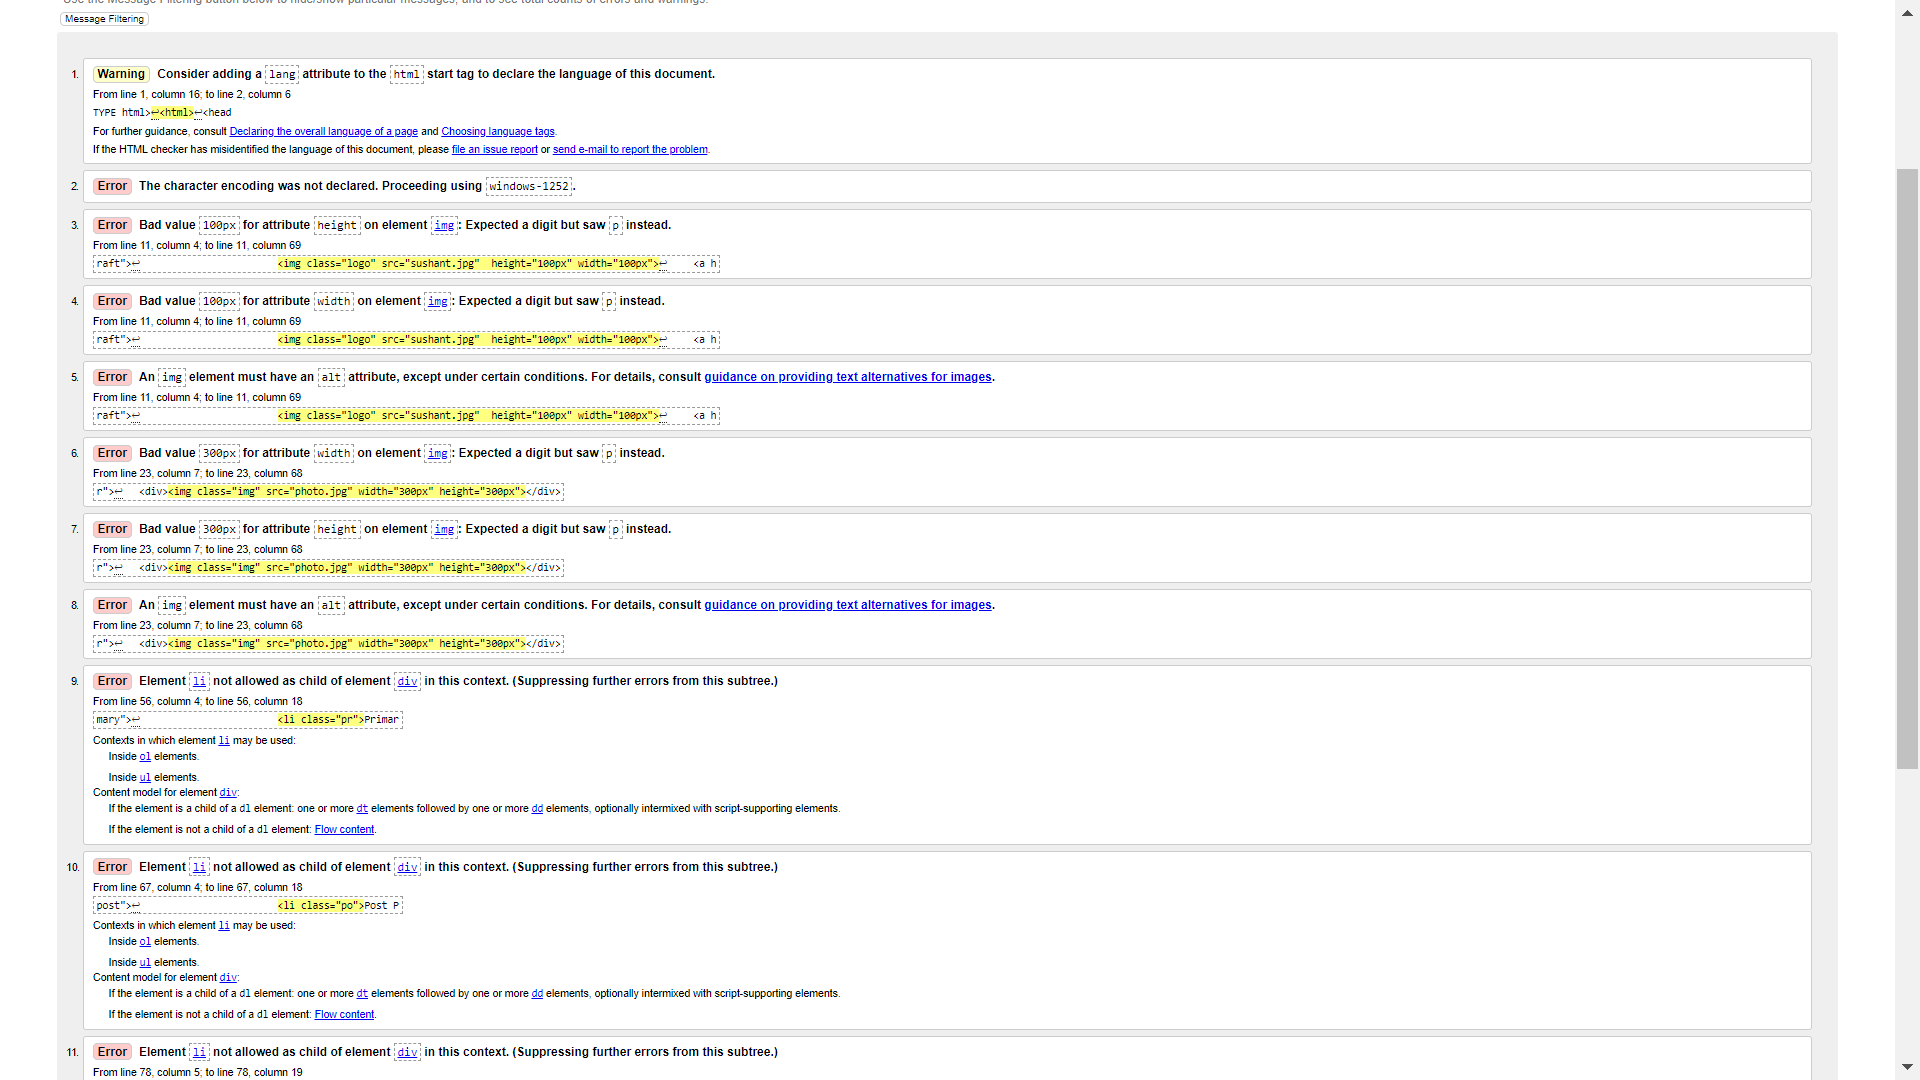 Use the Message Filtering button below to hide/show particular messages, and to see total counts of errors and warnings.
Message Filtering
1. Warning Consider adding a lang attribute to the html start tag to declare the language of this document.
From line 1, column 16; to line 2, column 6
TYPE html>↩<html>↩<head
For further guidance, consult Declaring the overall language of a page and Choosing language tags.
If the HTML checker has misidentified the language of this document, please file an issue report or send e-mail to report the problem.
2. Error The character encoding was not declared. Proceeding using windows-1252.
3. Error Bad value 100px for attribute height on element img: Expected a digit but saw p instead.
From line 11, column 4; to line 11, column 69
raft">↩ <img class="logo" src="sushant.jpg"  height="100px" width="100px">↩ <a h
4. Error Bad value 100px for attribute width on element img: Expected a digit but saw p instead.
From line 11, column 4; to line 11, column 69
raft">↩ <img class="logo" src="sushant.jpg"  height="100px" width="100px">↩ <a h
5. Error An img element must have an alt attribute, except under certain conditions. For details, consult guidance on providing text alternatives for images.
From line 11, column 4; to line 11, column 69
raft">↩ <img class="logo" src="sushant.jpg"  height="100px" width="100px">↩ <a h
6. Error Bad value 300px for attribute width on element img: Expected a digit but saw p instead.
From line 23, column 7; to line 23, column 68
r">↩ <div><img class="img" src="photo.jpg" width="300px" height="300px"></div>
7. Error Bad value 300px for attribute height on element img: Expected a digit but saw p instead.
From line 23, column 7; to line 23, column 68
r">↩ <div><img class="img" src="photo.jpg" width="300px" height="300px"></div>
8. Error An img element must have an alt attribute, except under certain conditions. For details, consult guidance on providing text alternatives for images.
From line 23, column 7; to line 23, column 68
r">↩ <div><img class="img" src="photo.jpg" width="300px" height="300px"></div>
9. Error Element li not allowed as child of element div in this context. (Suppressing further errors from this subtree.)
From line 56, column 4; to line 56, column 18
mary">↩ <li class="pr">Primar
Contexts in which element li may be used:
Inside ol elements.
Inside ul elements.
Content model for element div:
If the element is a child of a dl element: one or more dt elements followed by one or more dd elements, optionally intermixed with script-supporting elements.
If the element is not a child of a dl element: Flow content.
10. Error Element li not allowed as child of element div in this context. (Suppressing further errors from this subtree.)
From line 67, column 4; to line 67, column 18
post">↩ <li class="po">Post P
Contexts in which element li may be used:
Inside ol elements.
Inside ul elements.
Content model for element div:
If the element is a child of a dl element: one or more dt elements followed by one or more dd elements, optionally intermixed with script-supporting elements.
If the element is not a child of a dl element: Flow content.
11. Error Element li not allowed as child of element div in this context. (Suppressing further errors from this subtree.)
From line 78, column 5; to line 78, column 19